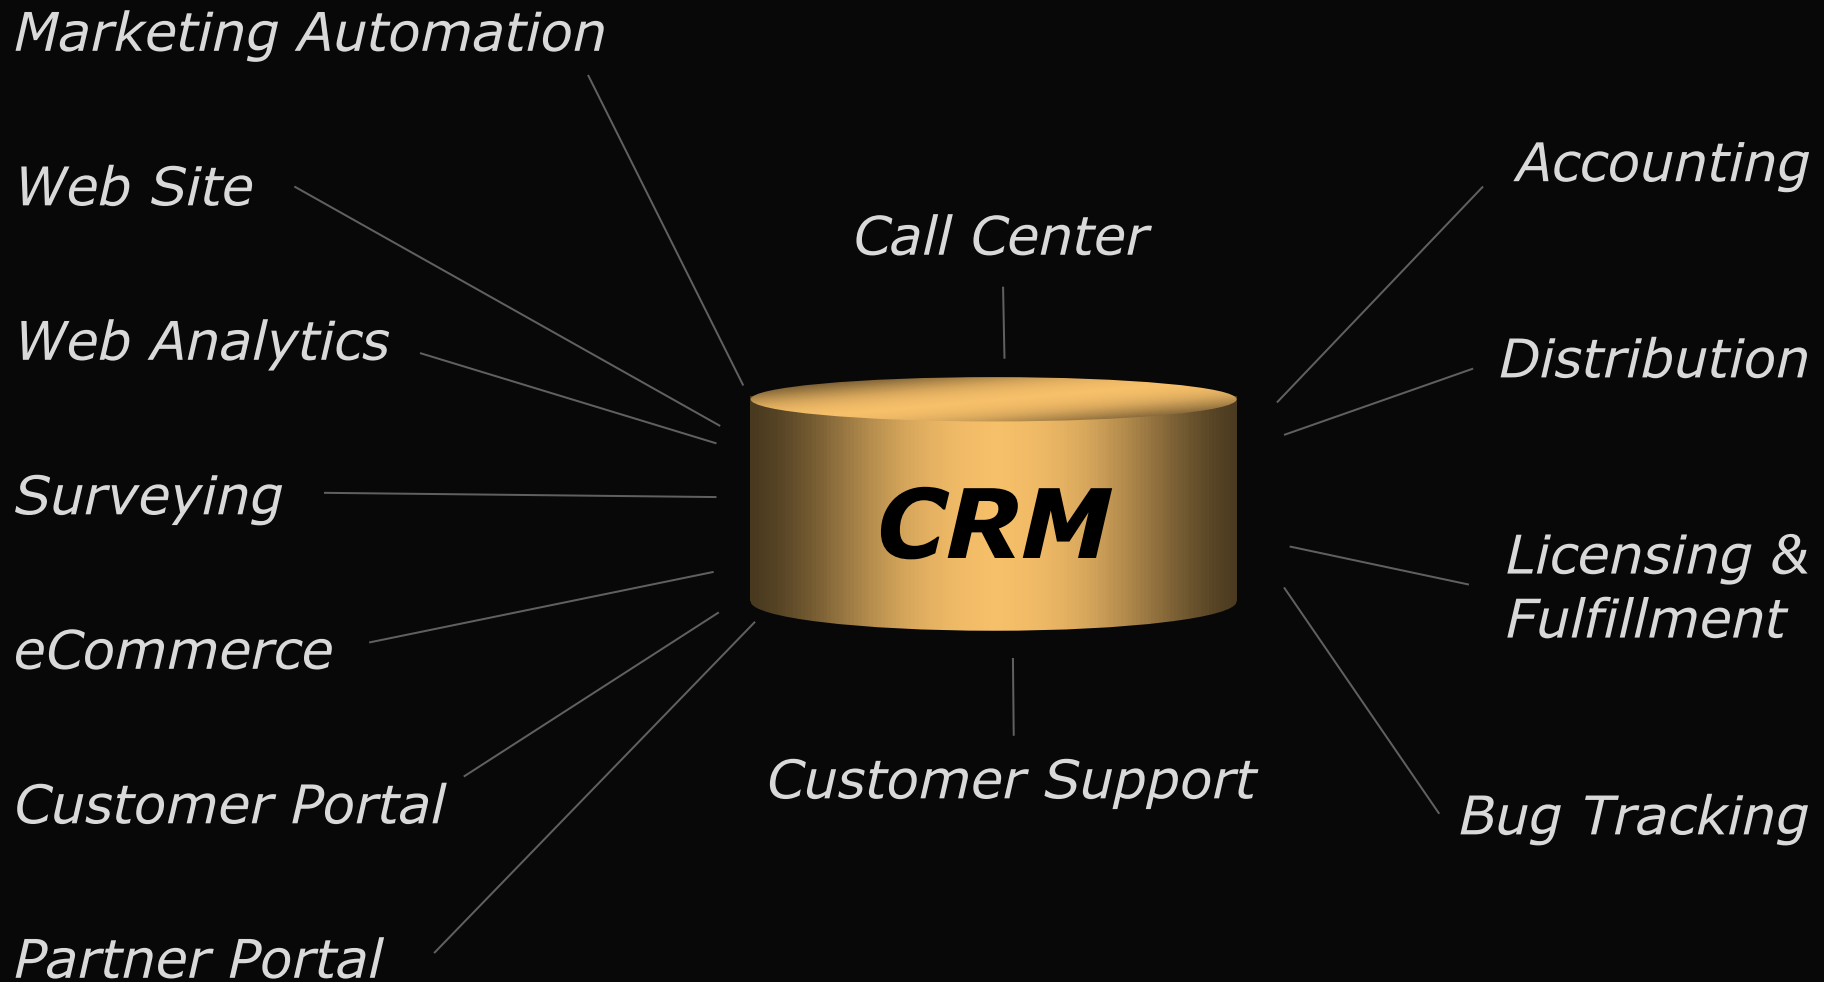 Marketing Automation
Web Site
Web Analytics
Surveying
eCommerce
Customer Portal
Partner Portal
Call Center
CRM
Customer Support
Accounting
Distribution
Licensing &
Fulfillment
Bug Tracking